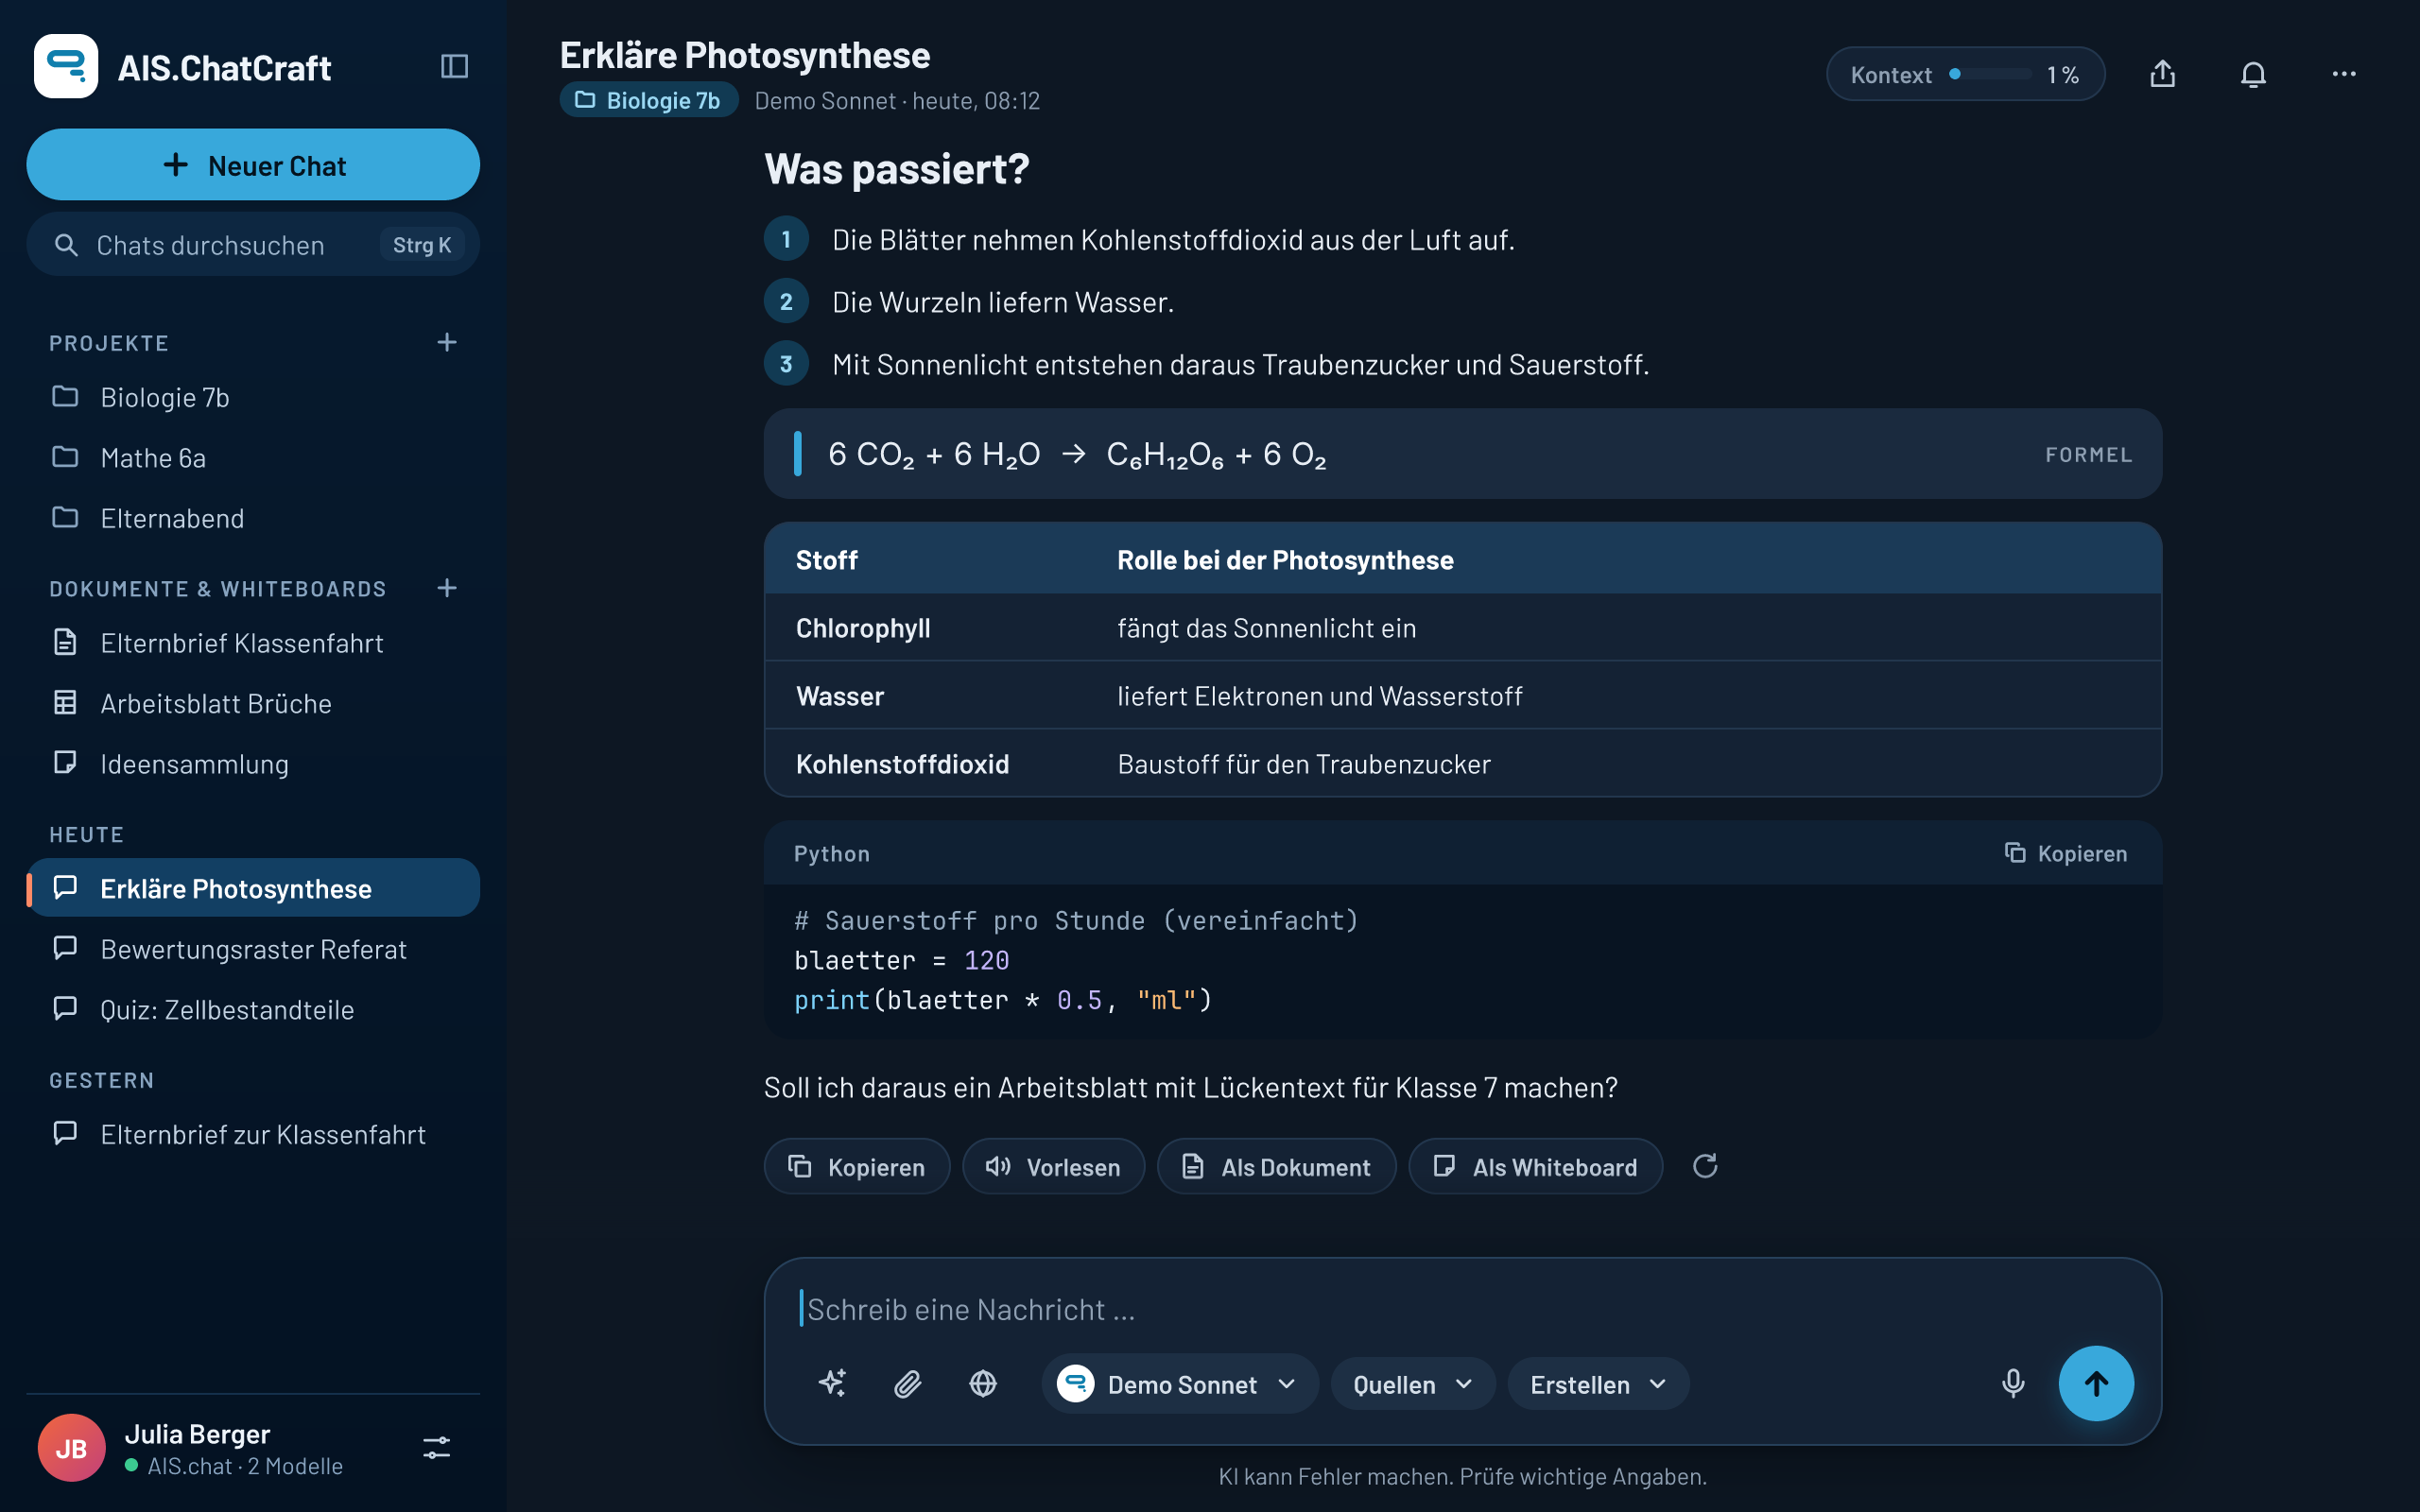 AIS.ChatCraft
Neuer Chat
Chats durchsuchen Strg K
PROJEKTE
Biologie 7b
Mathe 6a
Elternabend
DOKUMENTE & WHITEBOARDS
Elternbrief Klassenfahrt
Arbeitsblatt Brüche
Ideensammlung
HEUTE
Erkläre Photosynthese
Bewertungsraster Referat
Quiz: Zellbestandteile
GESTERN
Elternbrief zur Klassenfahrt
JB
Julia Berger
AIS.chat · 2 Modelle
Erkläre Photosynthese
Biologie 7b Demo Sonnet · heute, 08:12
Kontext 1 %
Was passiert?
1 Die Blätter nehmen Kohlenstoffdioxid aus der Luft auf.
2 Die Wurzeln liefern Wasser.
3 Mit Sonnenlicht entstehen daraus Traubenzucker und Sauerstoff.
6 CO₂ + 6 H₂O → C₆H₁₂O₆ + 6 O₂ FORMEL
Stoff Rolle bei der Photosynthese
Chlorophyll fängt das Sonnenlicht ein
Wasser liefert Elektronen und Wasserstoff
Kohlenstoffdioxid Baustoff für den Traubenzucker
Python Kopieren
# Sauerstoff pro Stunde (vereinfacht)
blaetter = 120
print(blaetter * 0.5, "ml")
Soll ich daraus ein Arbeitsblatt mit Lückentext für Klasse 7 machen?
Kopieren Vorlesen Als Dokument Als Whiteboard
Schreib eine Nachricht ...
Demo Sonnet Quellen Erstellen
KI kann Fehler machen. Prüfe wichtige Angaben.